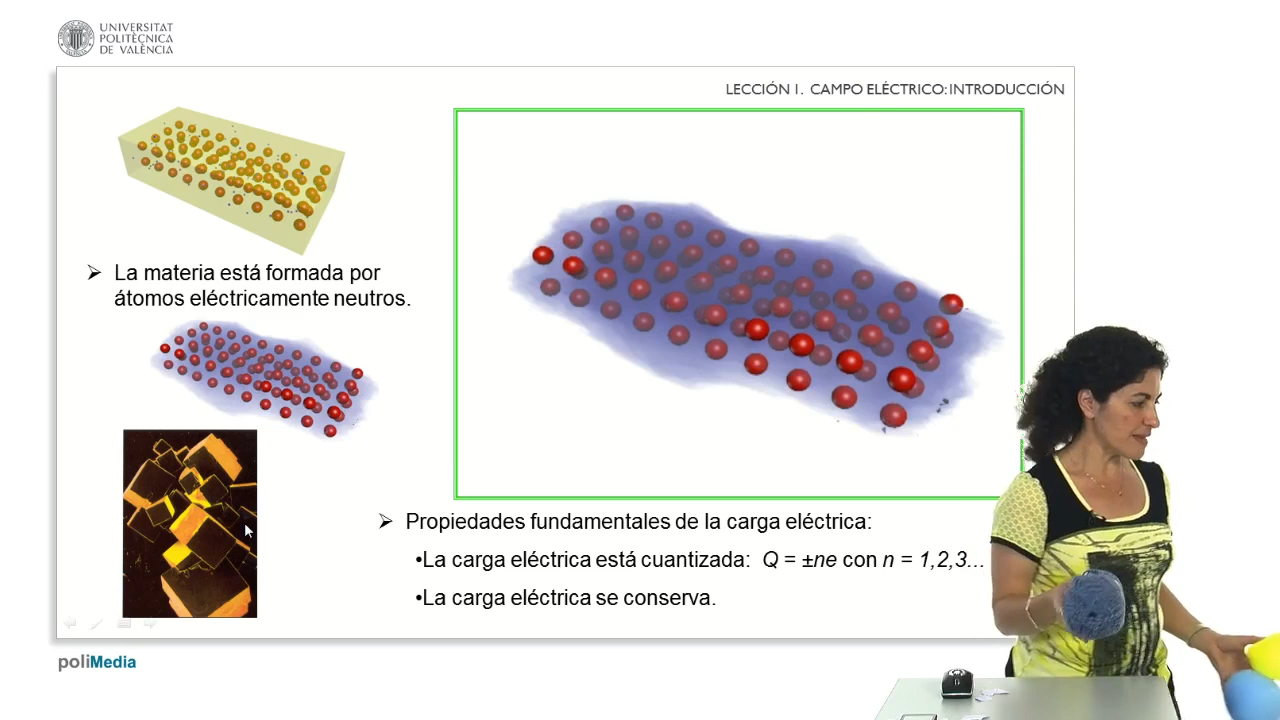 UNIVERSITAT
POLITÈCNICA
DE VALÈNCIA
LECCIÓN 1. CAMPO ELÉCTRICO: INTRODUCCIÓN
➢ La materia está formada por
átomos eléctricamente neutros.
➢ Propiedades fundamentales de la carga eléctrica:
•La carga eléctrica está cuantizada: Q = ±ne con n = 1,2,3...
•La carga eléctrica se conserva.
poliMedia